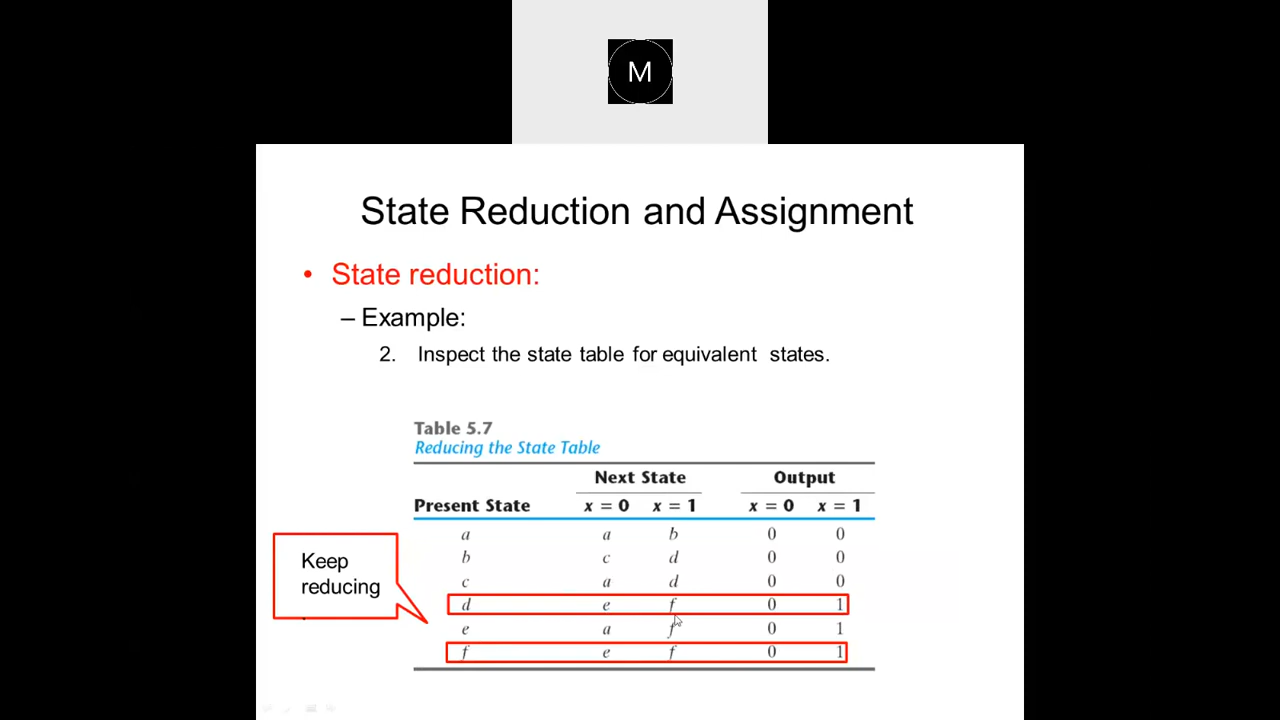 M
State Reduction and Assignment
• State reduction:
– Example:
2. Inspect the state table for equivalent states.
Table 5.7
Reducing the State Table
Next State Output
Present State x = 0 x = 1 x = 0 x = 1
a a b 0 0
b c d 0 0
c a d 0 0
d e f 0 1
e a f 0 1
f e f 0 1
Keep
reducing
.